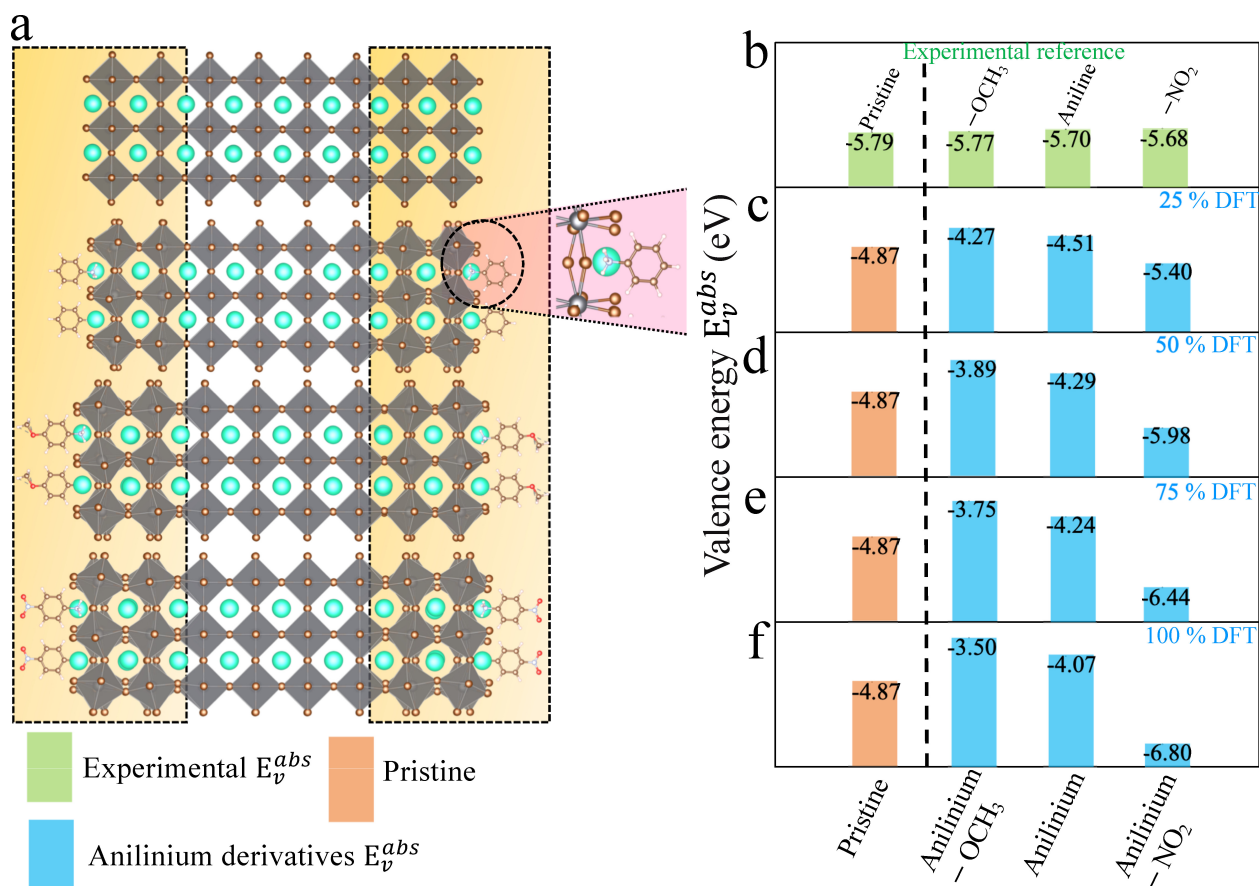 a
Experimental E_v^abs
Pristine
Anilinium derivatives E_v^abs
Valence energy E_v^abs (eV)
b
Experimental reference
Pristine
−OCH₃
Aniline
−NO₂
-5.79
-5.77
-5.70
-5.68
c
25 % DFT
-4.87
-4.27
-4.51
-5.40
d
50 % DFT
-4.87
-3.89
-4.29
-5.98
e
75 % DFT
-4.87
-3.75
-4.24
-6.44
f
100 % DFT
-4.87
-3.50
-4.07
-6.80
Pristine
Anilinium
− OCH₃
Anilinium
Anilinium
− NO₂